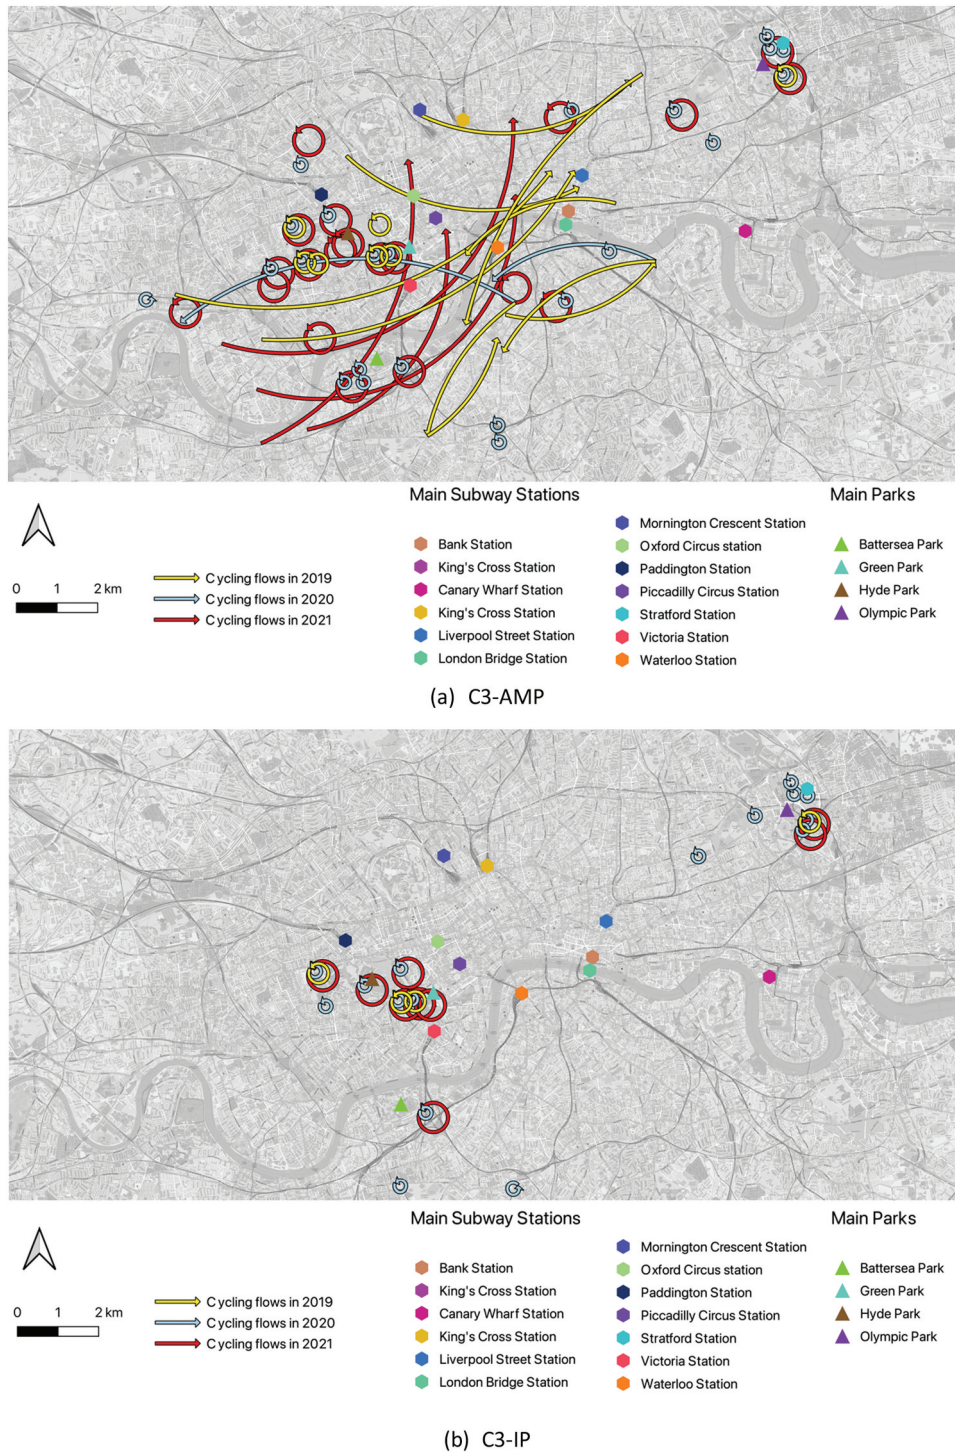 Main Subway Stations
Main Parks
Bank Station
King's Cross Station
Canary Wharf Station
King's Cross Station
Liverpool Street Station
London Bridge Station
Mornington Crescent Station
Oxford Circus station
Paddington Station
Piccadilly Circus Station
Stratford Station
Victoria Station
Waterloo Station
Battersea Park
Green Park
Hyde Park
Olympic Park
0 1 2 km
Cycling flows in 2019
Cycling flows in 2020
Cycling flows in 2021
(a) C3-AMP
Main Subway Stations
Main Parks
Bank Station
King's Cross Station
Canary Wharf Station
King's Cross Station
Liverpool Street Station
London Bridge Station
Mornington Crescent Station
Oxford Circus station
Paddington Station
Piccadilly Circus Station
Stratford Station
Victoria Station
Waterloo Station
Battersea Park
Green Park
Hyde Park
Olympic Park
0 1 2 km
Cycling flows in 2019
Cycling flows in 2020
Cycling flows in 2021
(b) C3-IP